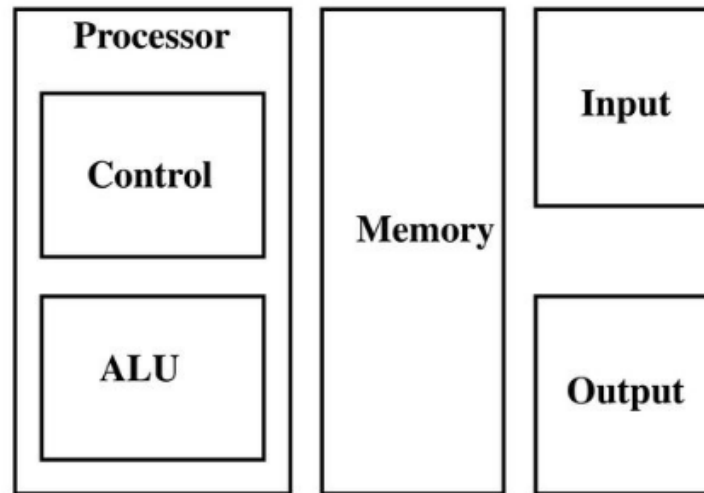 Processor
Control
ALU
Memory
Input
Output